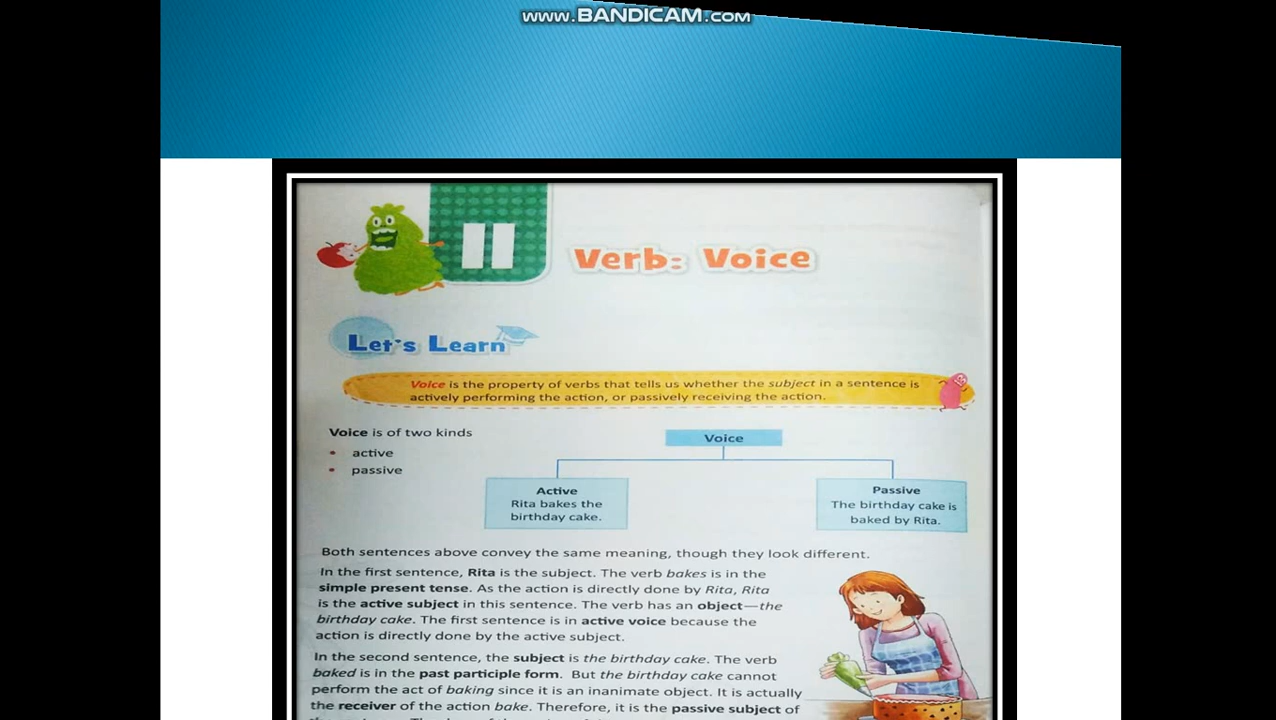 www.BANDICAM.com
11
Verb: Voice
Let's Learn
Voice is the property of verbs that tells us whether the subject in a sentence is
actively performing the action, or passively receiving the action.
Voice is of two kinds
• active
• passive
Voice
Active
Rita bakes the
birthday cake.
Passive
The birthday cake is
baked by Rita.
Both sentences above convey the same meaning, though they look different.
In the first sentence, Rita is the subject. The verb bakes is in the
simple present tense. As the action is directly done by Rita, Rita
is the active subject in this sentence. The verb has an object—the
birthday cake. The first sentence is in active voice because the
action is directly done by the active subject.
In the second sentence, the subject is the birthday cake. The verb
baked is in the past participle form. But the birthday cake cannot
perform the act of baking since it is an inanimate object. It is actually
the receiver of the action bake. Therefore, it is the passive subject of